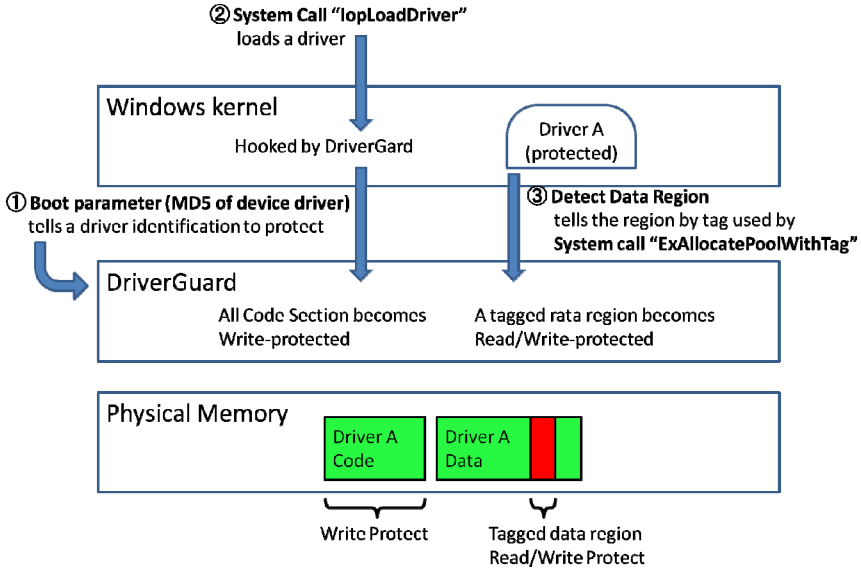 ② System Call “IopLoadDriver”
loads a driver
Windows kernel
Hooked by DriverGard
Driver A
(protected)
① Boot parameter (MD5 of device driver)
tells a driver identification to protect
③ Detect Data Region
tells the region by tag used by
System call “ExAllocatePoolWithTag”
DriverGuard
All Code Section becomes
Write-protected
A tagged rata region becomes
Read/Write-protected
Physical Memory
Driver A
Code
Driver A
Data
Write Protect
Tagged data region
Read/Write Protect